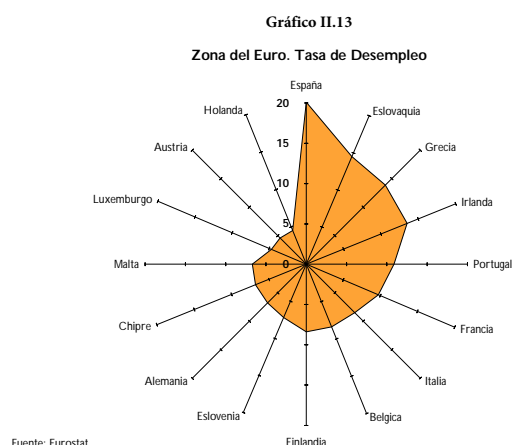 Gráfico II.13
Zona del Euro. Tasa de Desempleo
España
Holanda
Eslovaquia
Austria
Grecia
Luxemburgo
Irlanda
Malta
Portugal
Chipre
Francia
Alemania
Italia
Eslovenia
Belgica
Finlandia
20
15
10
5
0
Fuente: Eurostat